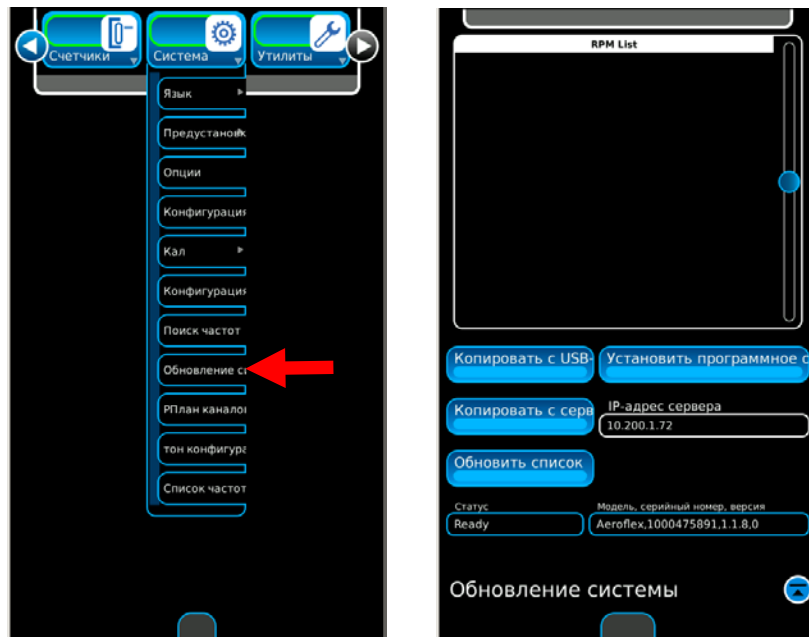 Счетчики
Система
Утилиты
Язык
Предустановк
Опции
Конфигурация
Кал
Конфигурация
Поиск частот
Обновление си
РПлан каналов
тон конфигура
Список частот
RPM List
Копировать с USB-
Установить программное о
Копировать с серв
IP-адрес сервера
10.200.1.72
Обновить список
Статус
Модель, серийный номер, версия
Ready
Aeroflex,1000475891,1.1.8,0
Обновление системы